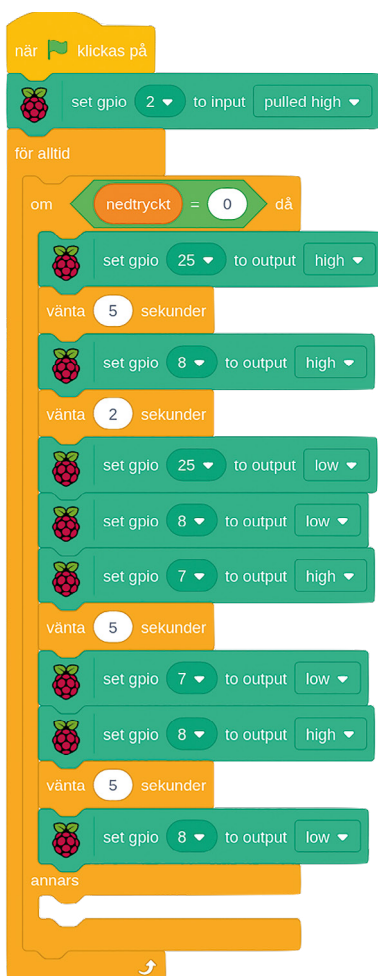 när klickas på
set gpio 2 to input pulled high
för alltid
om nedtryckt = 0 då
set gpio 25 to output high
vänta 5 sekunder
set gpio 8 to output high
vänta 2 sekunder
set gpio 25 to output low
set gpio 8 to output low
set gpio 7 to output high
vänta 5 sekunder
set gpio 7 to output low
set gpio 8 to output high
vänta 5 sekunder
set gpio 8 to output low
annars